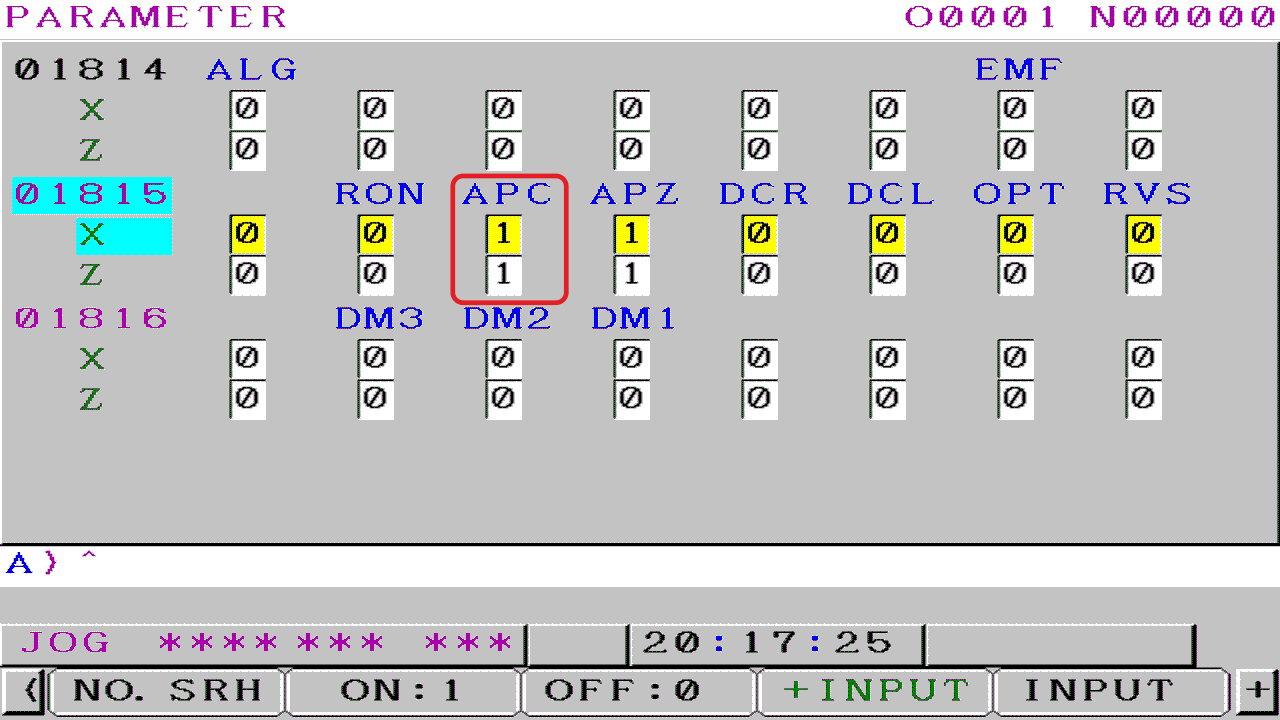 PARAMETER O0001 N00000
01814 ALG EMF
X 0 0 0 0 0 0 0 0
Z 0 0 0 0 0 0 0 0
01815 RON APC APZ DCR DCL OPT RVS
X 0 0 1 1 0 0 0 0
Z 0 0 1 1 0 0 0 0
01816 DM3 DM2 DM1
X 0 0 0 0 0 0 0 0
Z 0 0 0 0 0 0 0 0
A) ^
JOG **** *** *** 20:17:25
( NO. SRH ON:1 OFF:0 +INPUT INPUT +